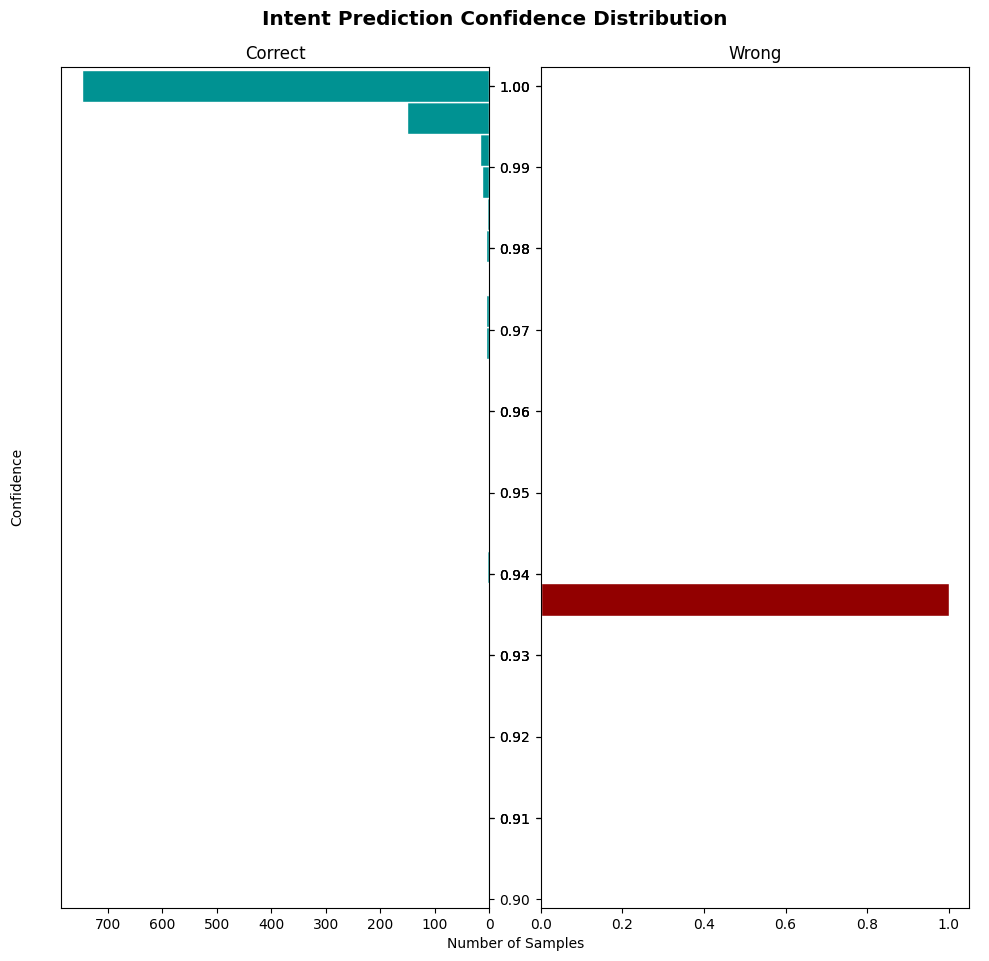 Intent Prediction Confidence Distribution
Correct
Wrong
1.00
0.99
0.98
0.97
0.96
0.95
0.94
0.93
0.92
0.91
0.90
Confidence
700 600 500 400 300 200 100 0
0.0 0.2 0.4 0.6 0.8 1.0
Number of Samples